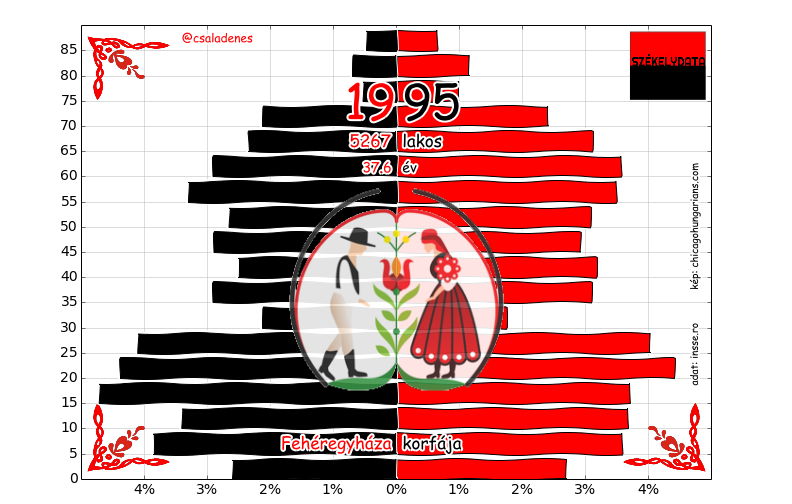 @csaladenes
SZÉKELYDATA
1995
5267 lakos
37.6 év
kép: chicagohungarians.com
adat: insse.ro
Fehéregyháza korfája
85
80
75
70
65
60
55
50
45
40
35
30
25
20
15
10
5
0
4% 3% 2% 1% 0% 1% 2% 3% 4%